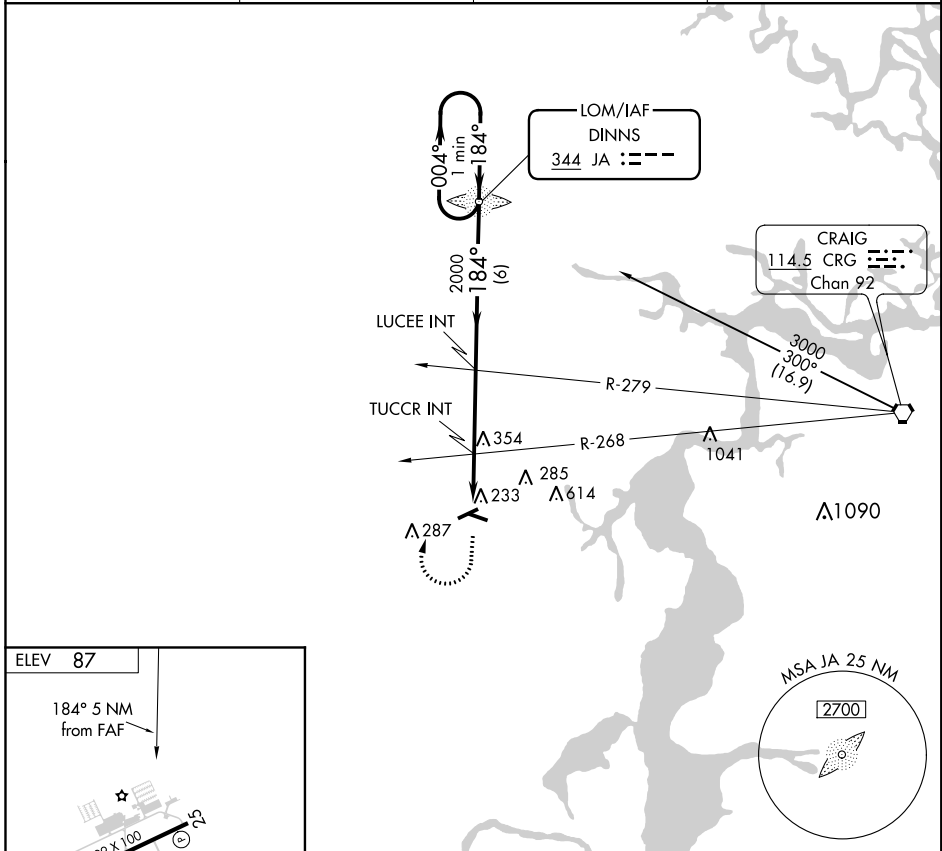 LOM/IAF
DINNS
344 JA
004°
1 min
184°
CRAIG
114.5 CRG
Chan 92
2000
184°
(6)
LUCEE INT
3000
300°
(16.9)
R-279
TUCCR INT
354
R-268
1041
285
233
614
287
1090
ELEV 87
184° 5 NM
from FAF
MSA JA 25 NM
2700
25
X 100
P